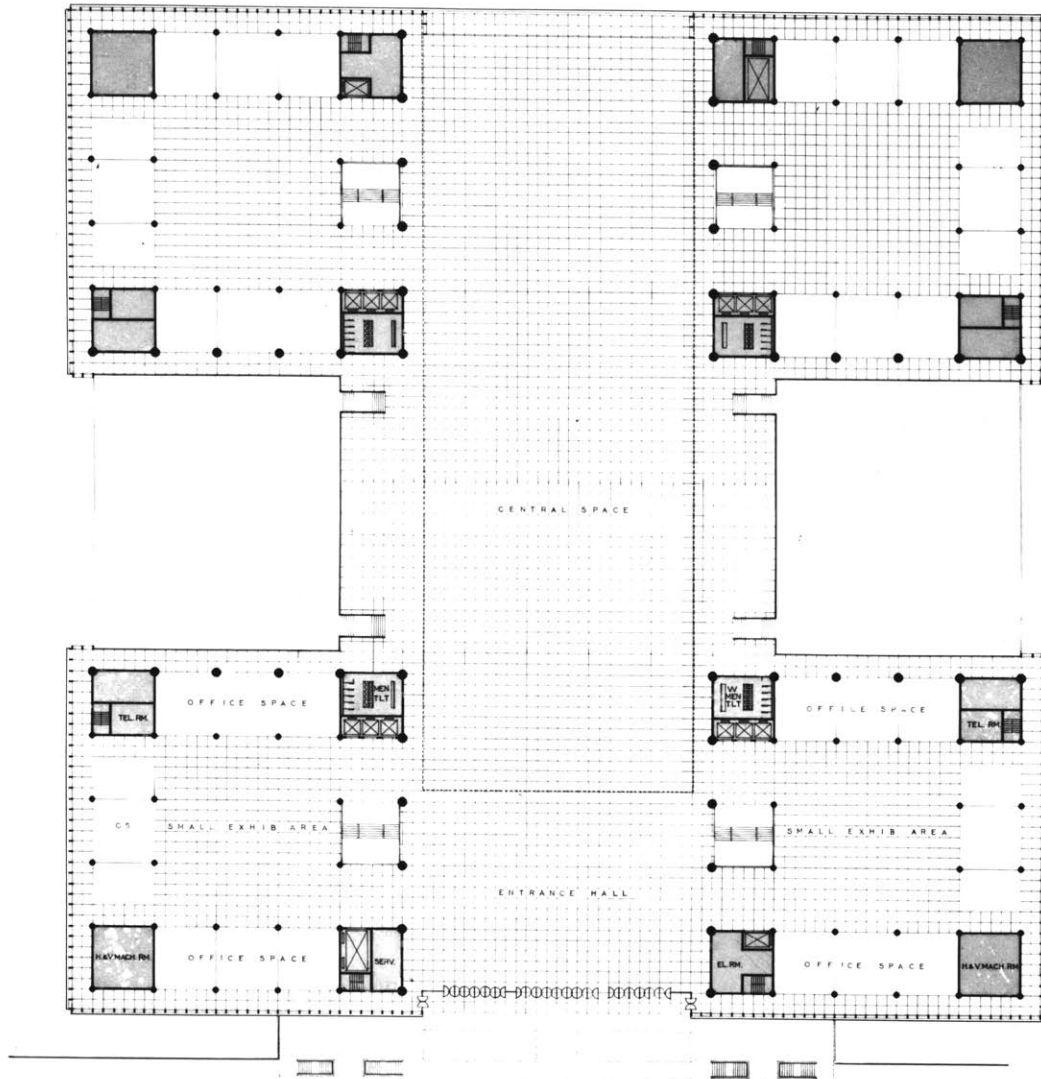 CENTRAL SPACE
MEN
TLT
W
MEN
TLT
OFFICE SPACE
OFFICE SPACE
TEL. RM.
TEL. RM.
SMALL EXHIB AREA
SMALL EXHIB AREA
ENTRANCE HALL
H.&V.MACH.RM.
OFFICE SPACE
SERV.
EL.RM.
OFFICE SPACE
H.&V.MACH.RM.